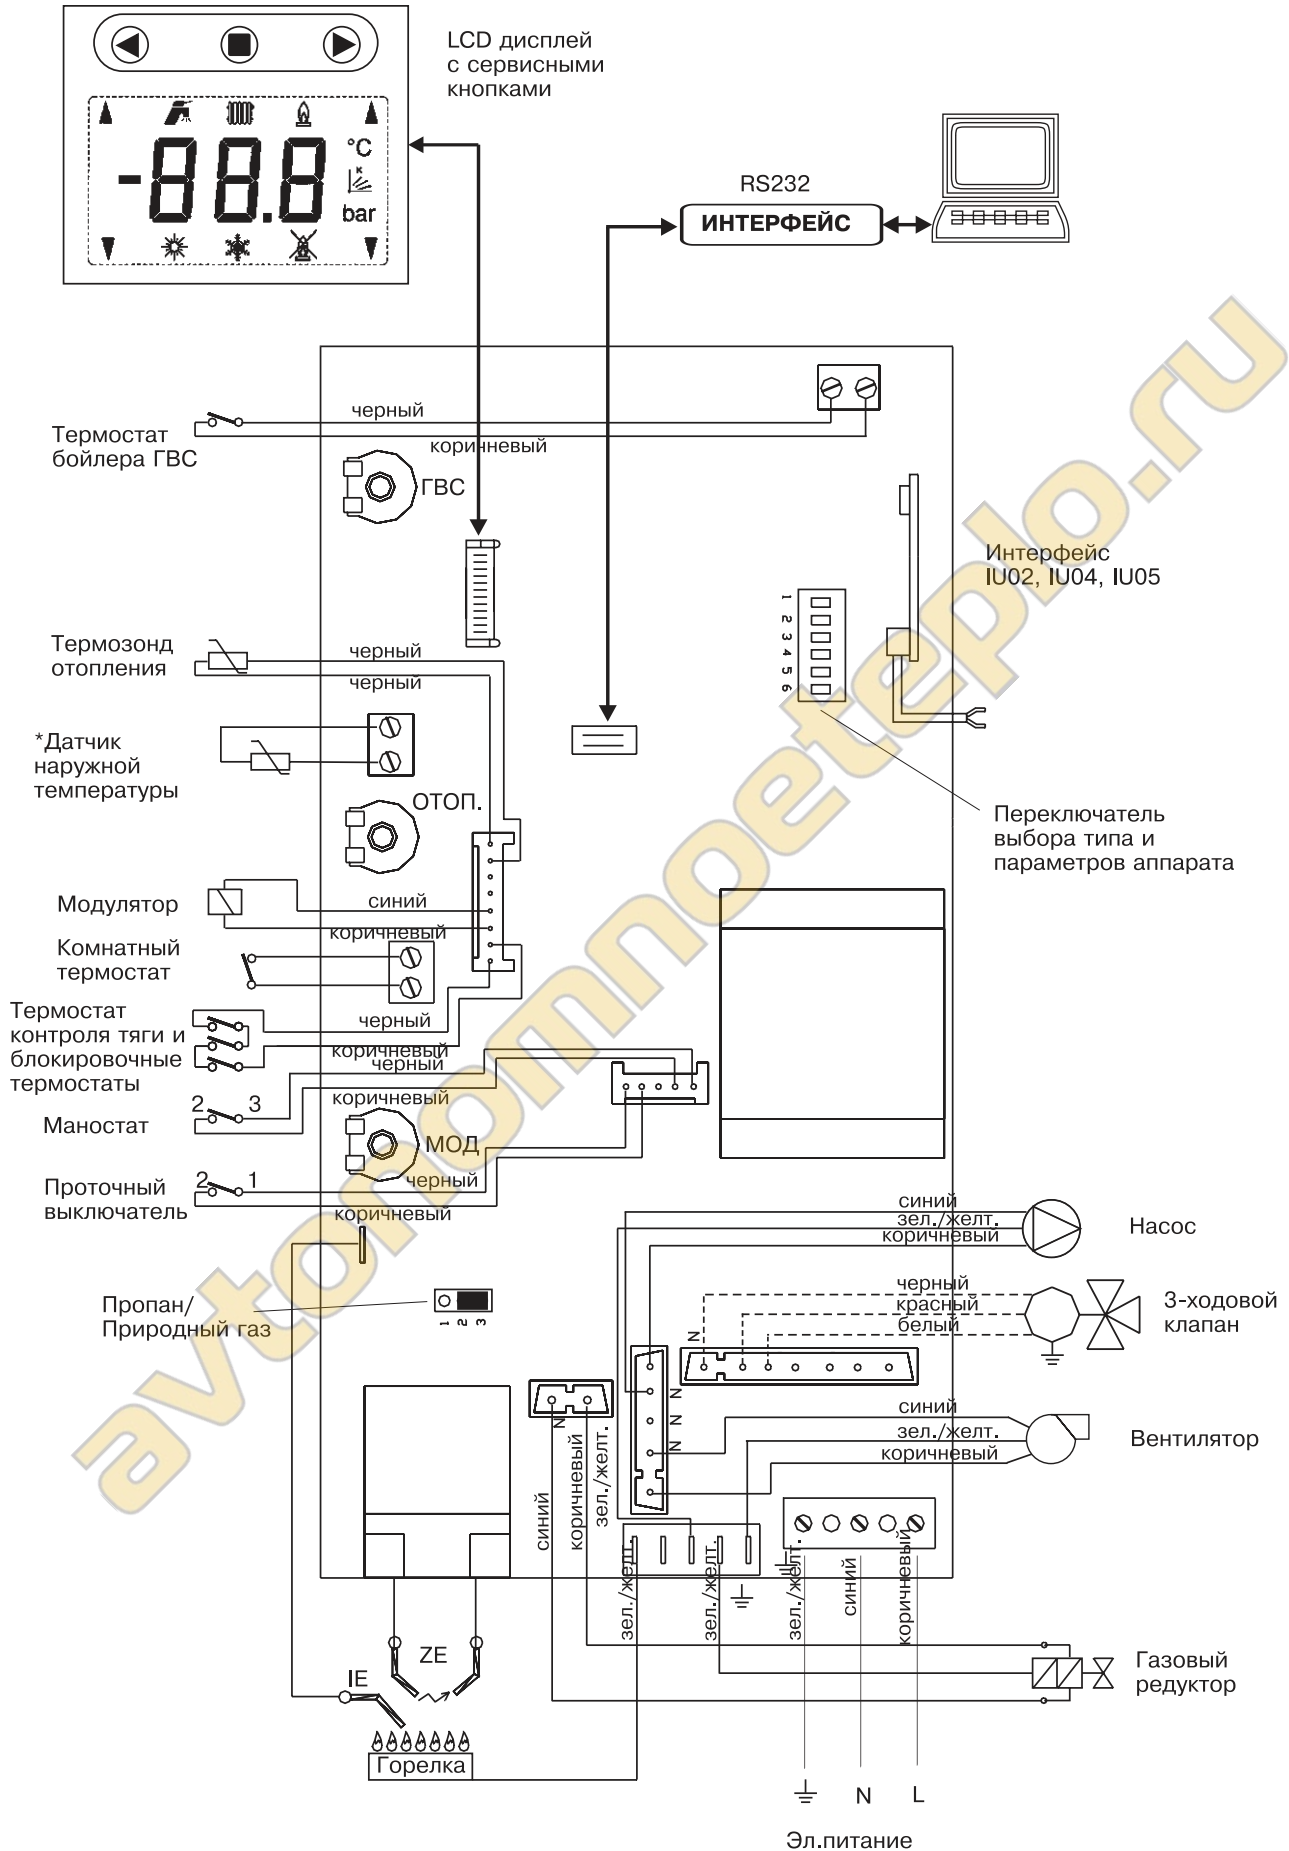 LCD дисплей
с сервисными
кнопками
-88.8
°C
K
bar
RS232
ИНТЕРФЕЙС
черный
Термостат
бойлера ГВС
коричневый
ГВС
Интерфейс
IU02, IU04, IU05
1
2
3
4
5
6
Термозонд
отопления
черный
черный
*Датчик
наружной
температуры
ОТОП.
Переключатель
выбора типа и
параметров аппарата
Модулятор
синий
коричневый
Комнатный
термостат
Термостат
контроля тяги и
блокировочные
термостаты
черный
коричневый
черный
2 3
Маностат
коричневый
МОД
2 1
Проточный
выключатель
черный
коричневый
синий
зел./желт.
коричневый
Насос
Пропан/
Природный газ
1 2 3
черный
красный
белый
3-ходовой
клапан
N
N
N
N
N
синий
зел./желт.
коричневый
Вентилятор
синий
коричневый
зел./желт.
зел./желт.
зел./желт.
зел./желт.
синий
коричневый
ZE
IE
Горелка
Газовый
редуктор
N L
Эл.питание
avtonomnoeteplo.ru